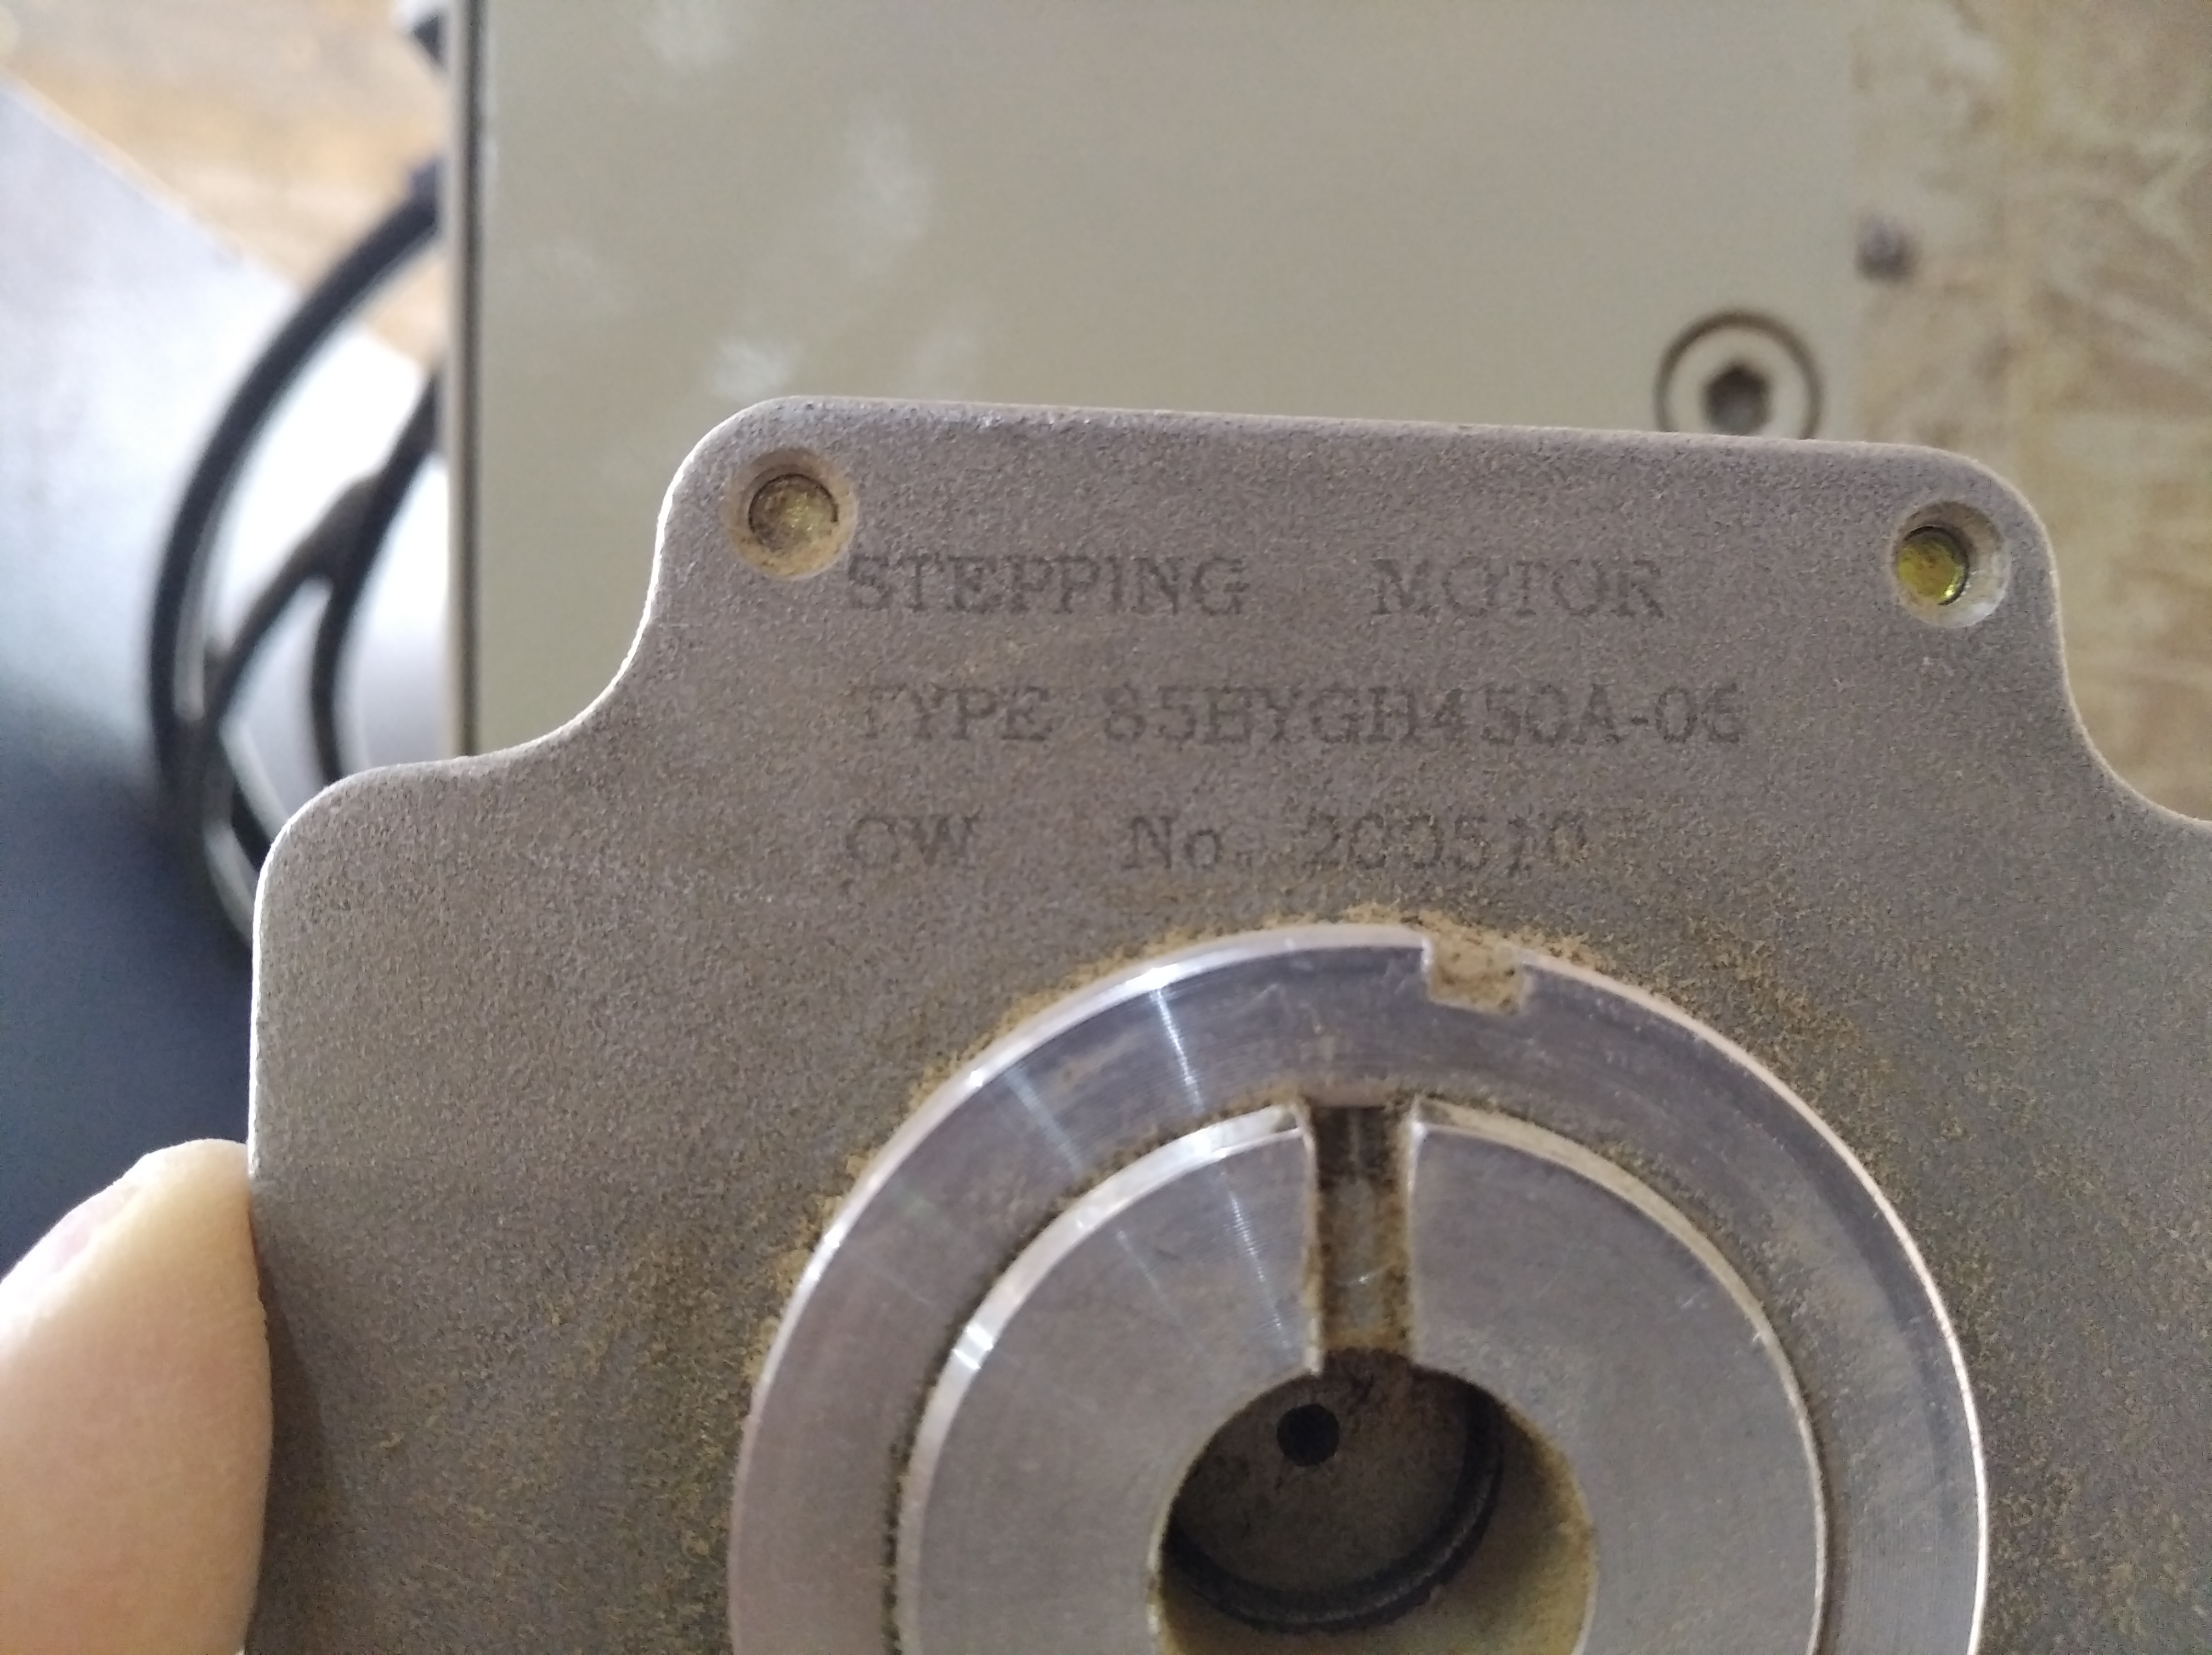 STEPPING MOTOR
TYPE 85BYGH450A-06
CW No. 200510